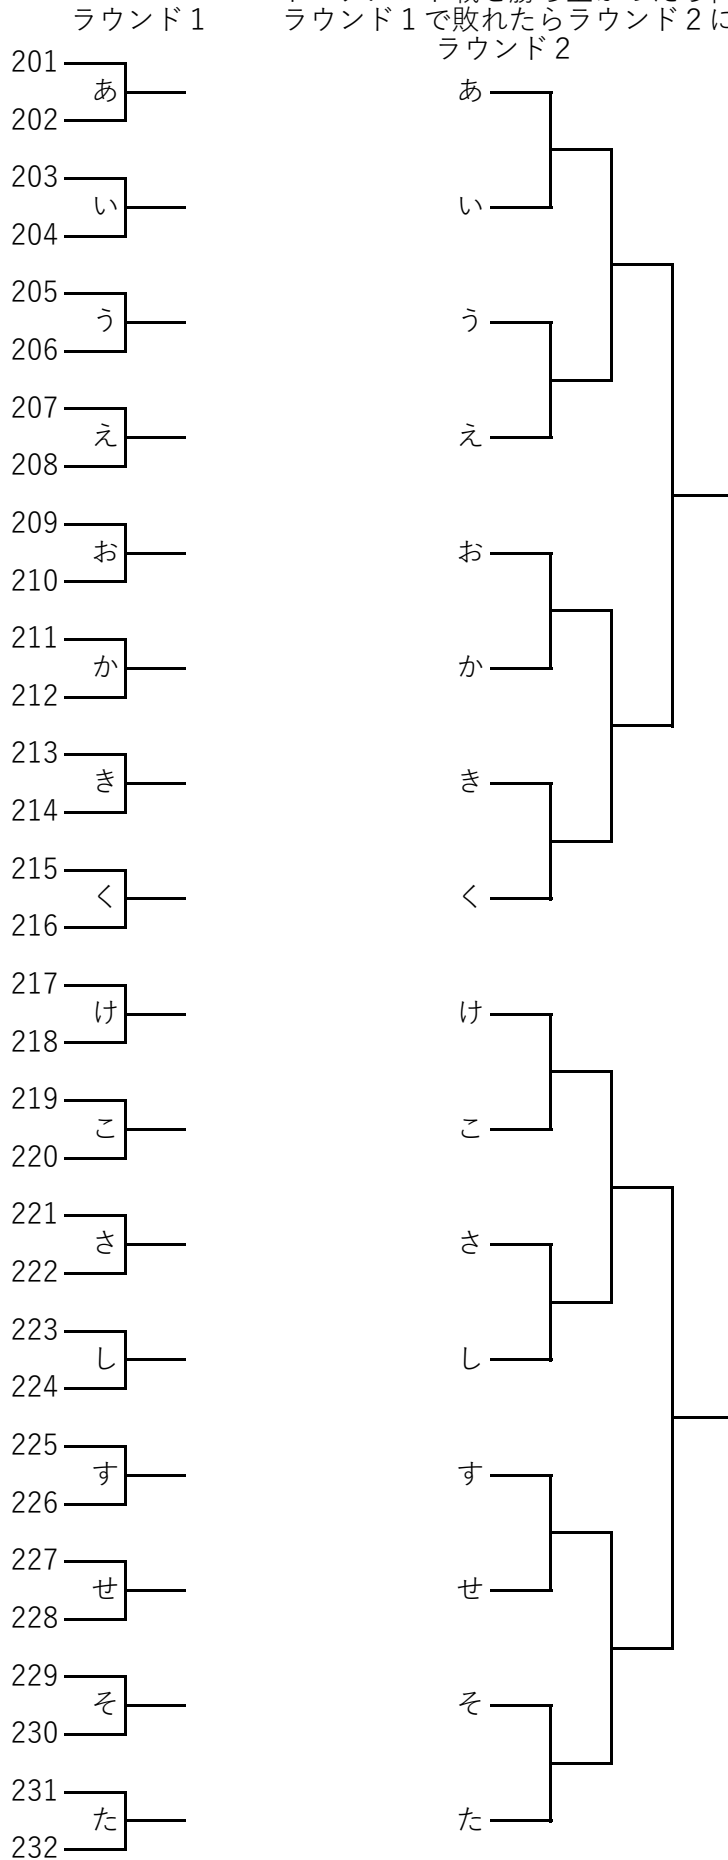 ラウンド１
ラウンド１で敗れたらラウンド２に
ラウンド２
201
あ
202
203
い
204
205
う
206
207
え
208
209
お
210
211
か
212
213
き
214
215
く
216
217
け
218
219
こ
220
221
さ
222
223
し
224
225
す
226
227
せ
228
229
そ
230
231
た
232
あ
い
う
え
お
か
き
く
け
こ
さ
し
す
せ
そ
た